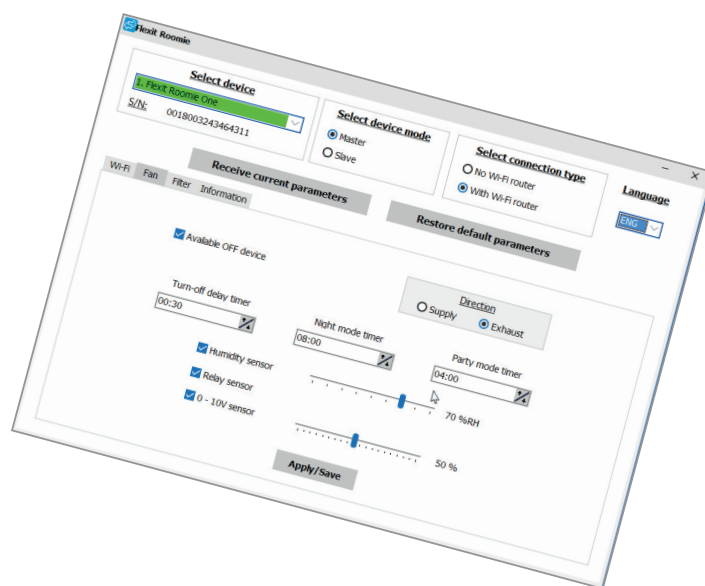 Flexit Roomie
Select device
1. Flexit Roomie One
S/N: 0018003243464311
Select device mode
Master
Slave
Select connection type
No Wi-Fi router
With Wi-Fi router
Language
ENG
Receive current parameters
Restore default parameters
Wi-Fi Fan Filter Information
Available OFF device
Direction
Supply Exhaust
Turn-off delay timer
00:30
Night mode timer
08:00
Party mode timer
04:00
Humidity sensor
70 %RH
Relay sensor
0 - 10V sensor
50 %
Apply/Save